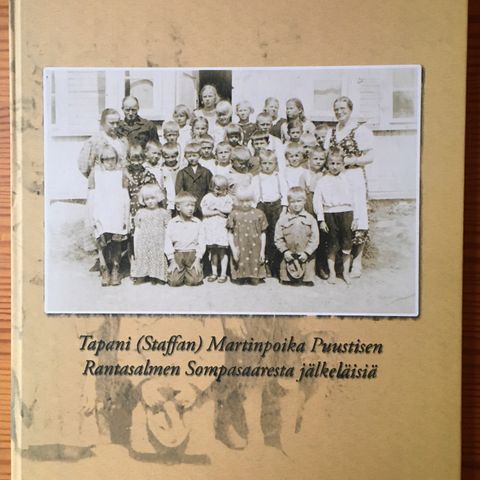 Tapani (Staffan) Martinpoika Puustisen
Rantasalmen Sompasaaresta jälkeläisiä